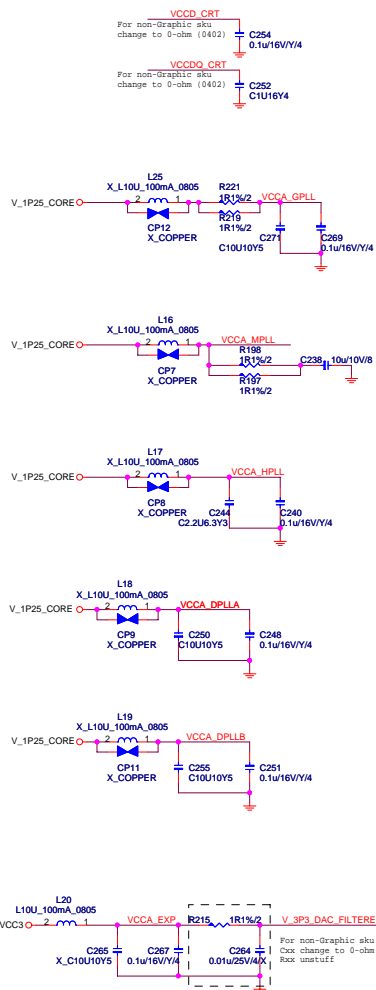 VCCD_CRT
For non-Graphic sku
change to 0-ohm (0402)
C254
0.1u/16V/Y/4
VCCDQ_CRT
For non-Graphic sku
change to 0-ohm (0402)
C252
C1U16Y4
L25
X_L10U_100mA_0805
V_1P25_CORE
2 1
CP12
X_COPPER
R221
1R1%/2
R219
1R1%/2
VCCA_GPLL
C271
C10U10Y5
C269
0.1u/16V/Y/4
L16
X_L10U_100mA_0805
V_1P25_CORE
2 1
CP7
X_COPPER
VCCA_MPLL
R198
1R1%/2
R197
1R1%/2
C238 10u/10V/8
L17
X_L10U_100mA_0805
V_1P25_CORE
2 1
CP8
X_COPPER
VCCA_HPLL
C244
C2.2U6.3Y3
C240
0.1u/16V/Y/4
L18
X_L10U_100mA_0805
V_1P25_CORE
2 1
CP9
X_COPPER
VCCA_DPLLA
C250
C10U10Y5
C248
0.1u/16V/Y/4
L19
X_L10U_100mA_0805
V_1P25_CORE
2 1
CP11
X_COPPER
VCCA_DPLLB
C255
C10U10Y5
C251
0.1u/16V/Y/4
L20
L10U_100mA_0805
VCC3
2 1
VCCA_EXP
R215 1R1%/2
V_3P3_DAC_FILTERE
C265
X_C10U10Y5
C267
0.1u/16V/Y/4
C264
0.01u/25V/4/X
For non-Graphic sku
Cxx change to 0-ohm
Rxx unstuff